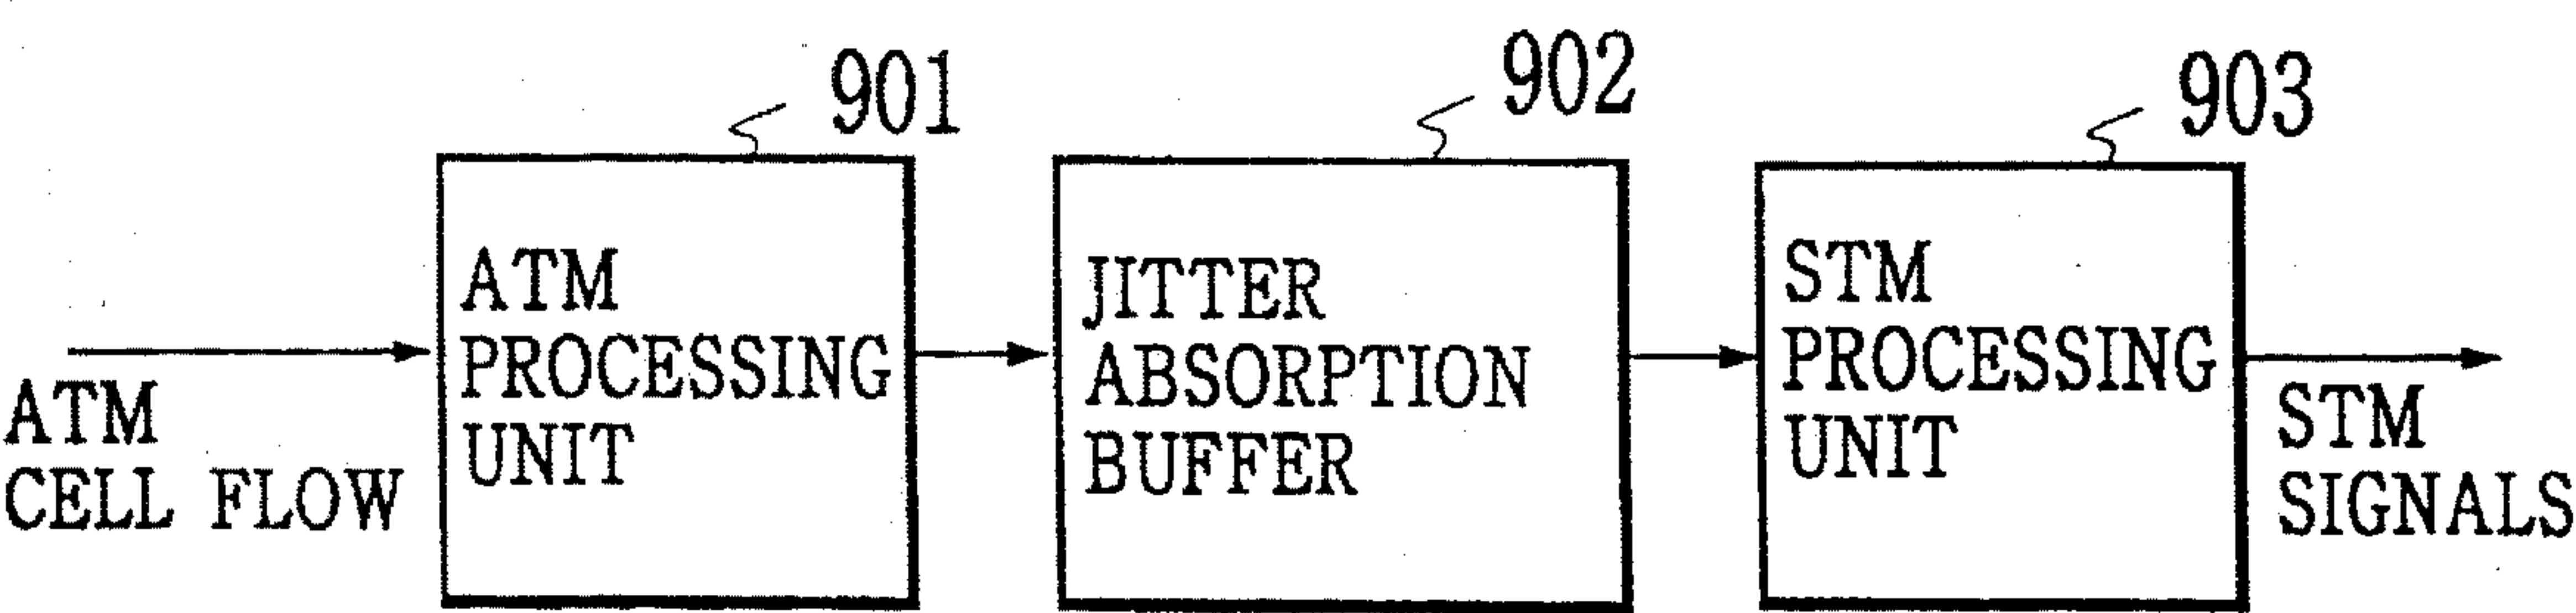 901
902
903
ATM
CELL FLOW
ATM
PROCESSING
UNIT
JITTER
ABSORPTION
BUFFER
STM
PROCESSING
UNIT
STM
SIGNALS